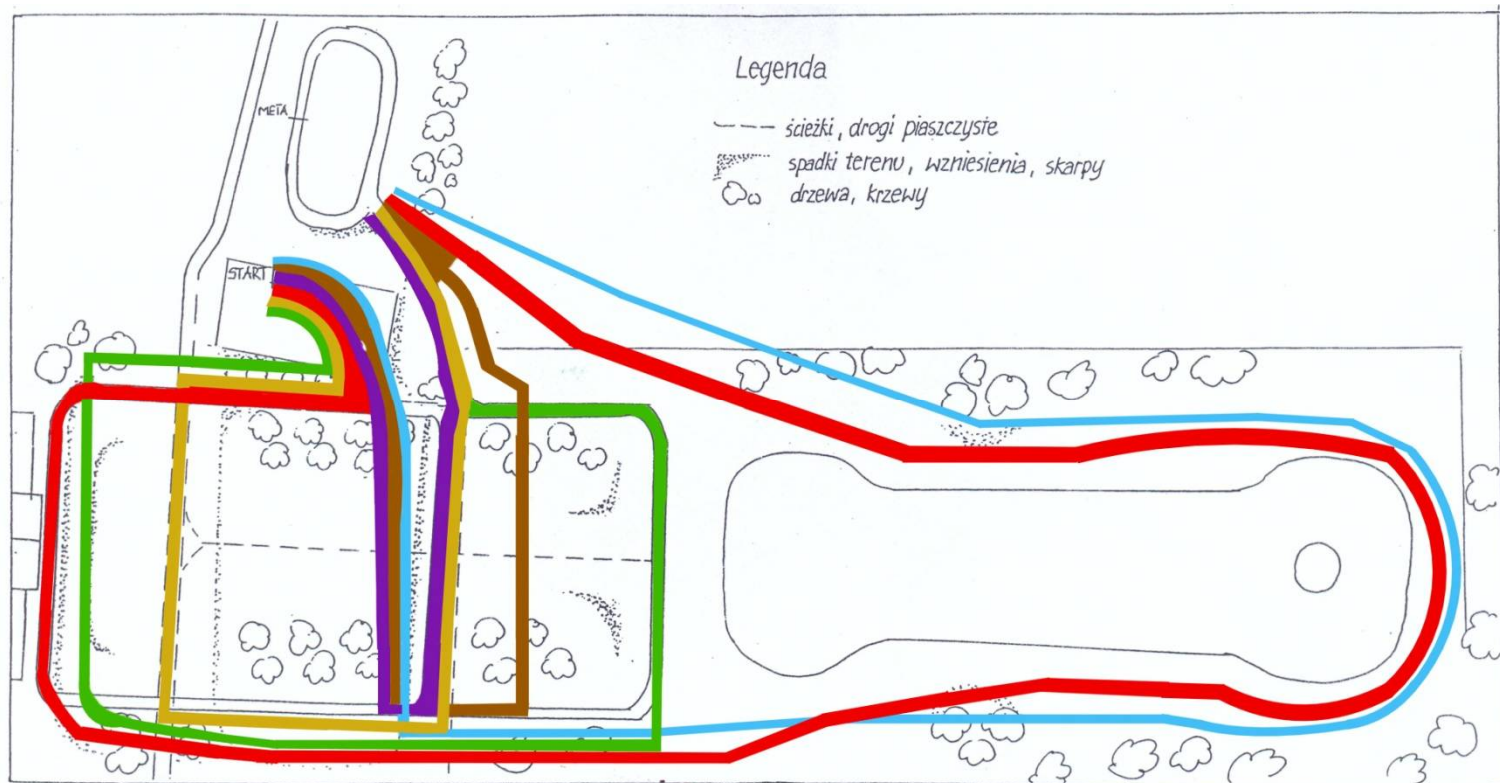 META
START
Legenda
ścieżki, drogi piaszczyste
spadki terenu, wzniesienia, skarpy
drzewa, krzewy